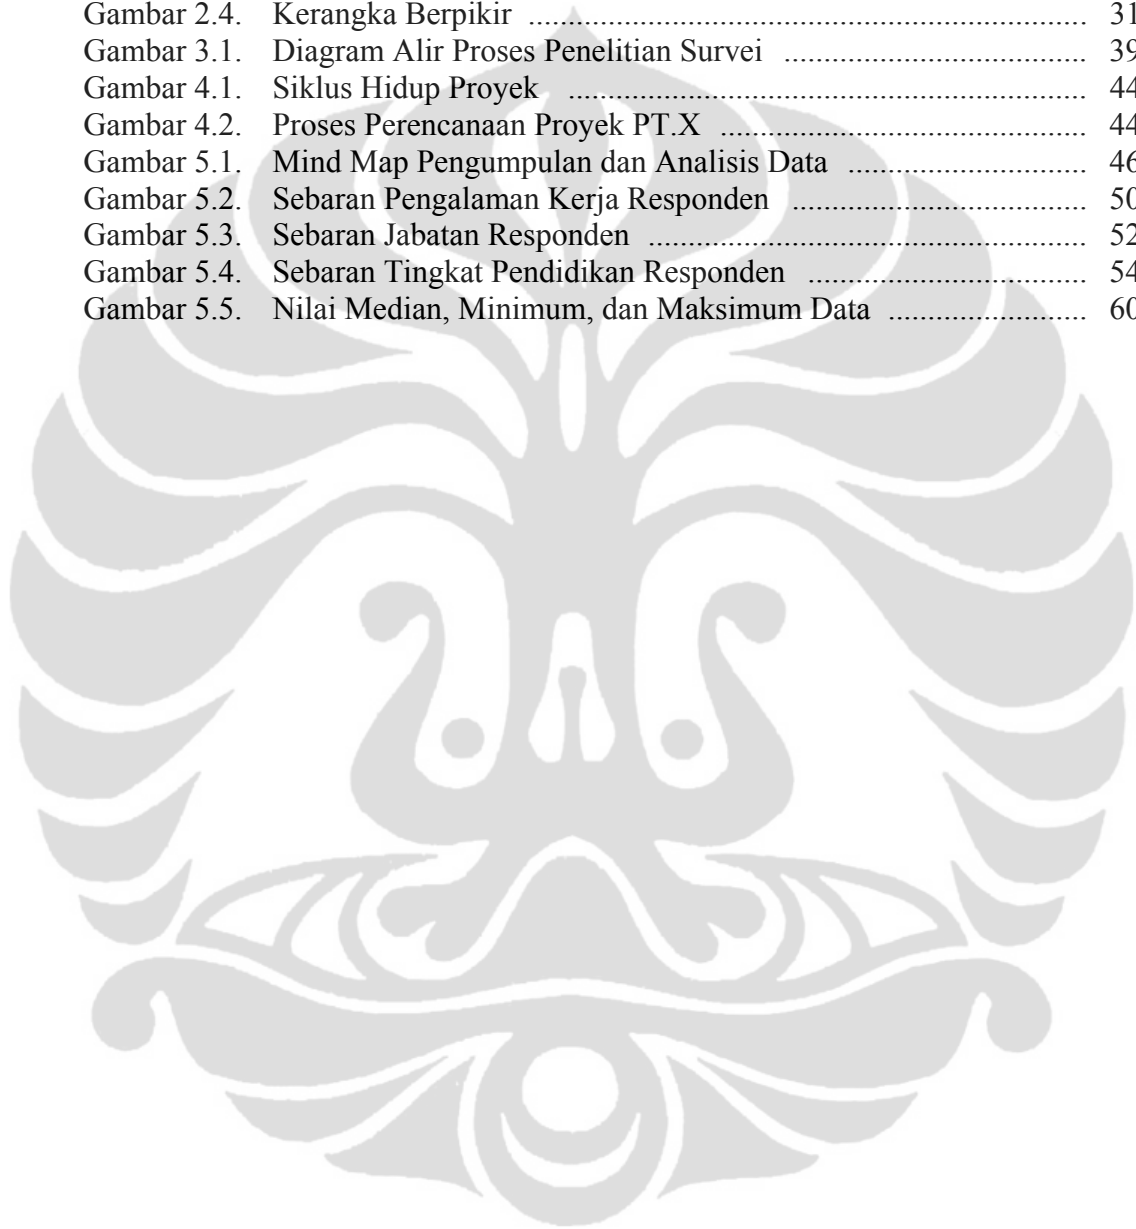 Gambar 2.4. Kerangka Berpikir ........................................................................ 31
Gambar 3.1. Diagram Alir Proses Penelitian Survei ....................................... 39
Gambar 4.1. Siklus Hidup Proyek ................................................................... 44
Gambar 4.2. Proses Perencanaan Proyek PT.X ............................................... 44
Gambar 5.1. Mind Map Pengumpulan dan Analisis Data ............................... 46
Gambar 5.2. Sebaran Pengalaman Kerja Responden ...................................... 50
Gambar 5.3. Sebaran Jabatan Responden ........................................................ 52
Gambar 5.4. Sebaran Tingkat Pendidikan Responden .................................... 54
Gambar 5.5. Nilai Median, Minimum, dan Maksimum Data ......................... 60